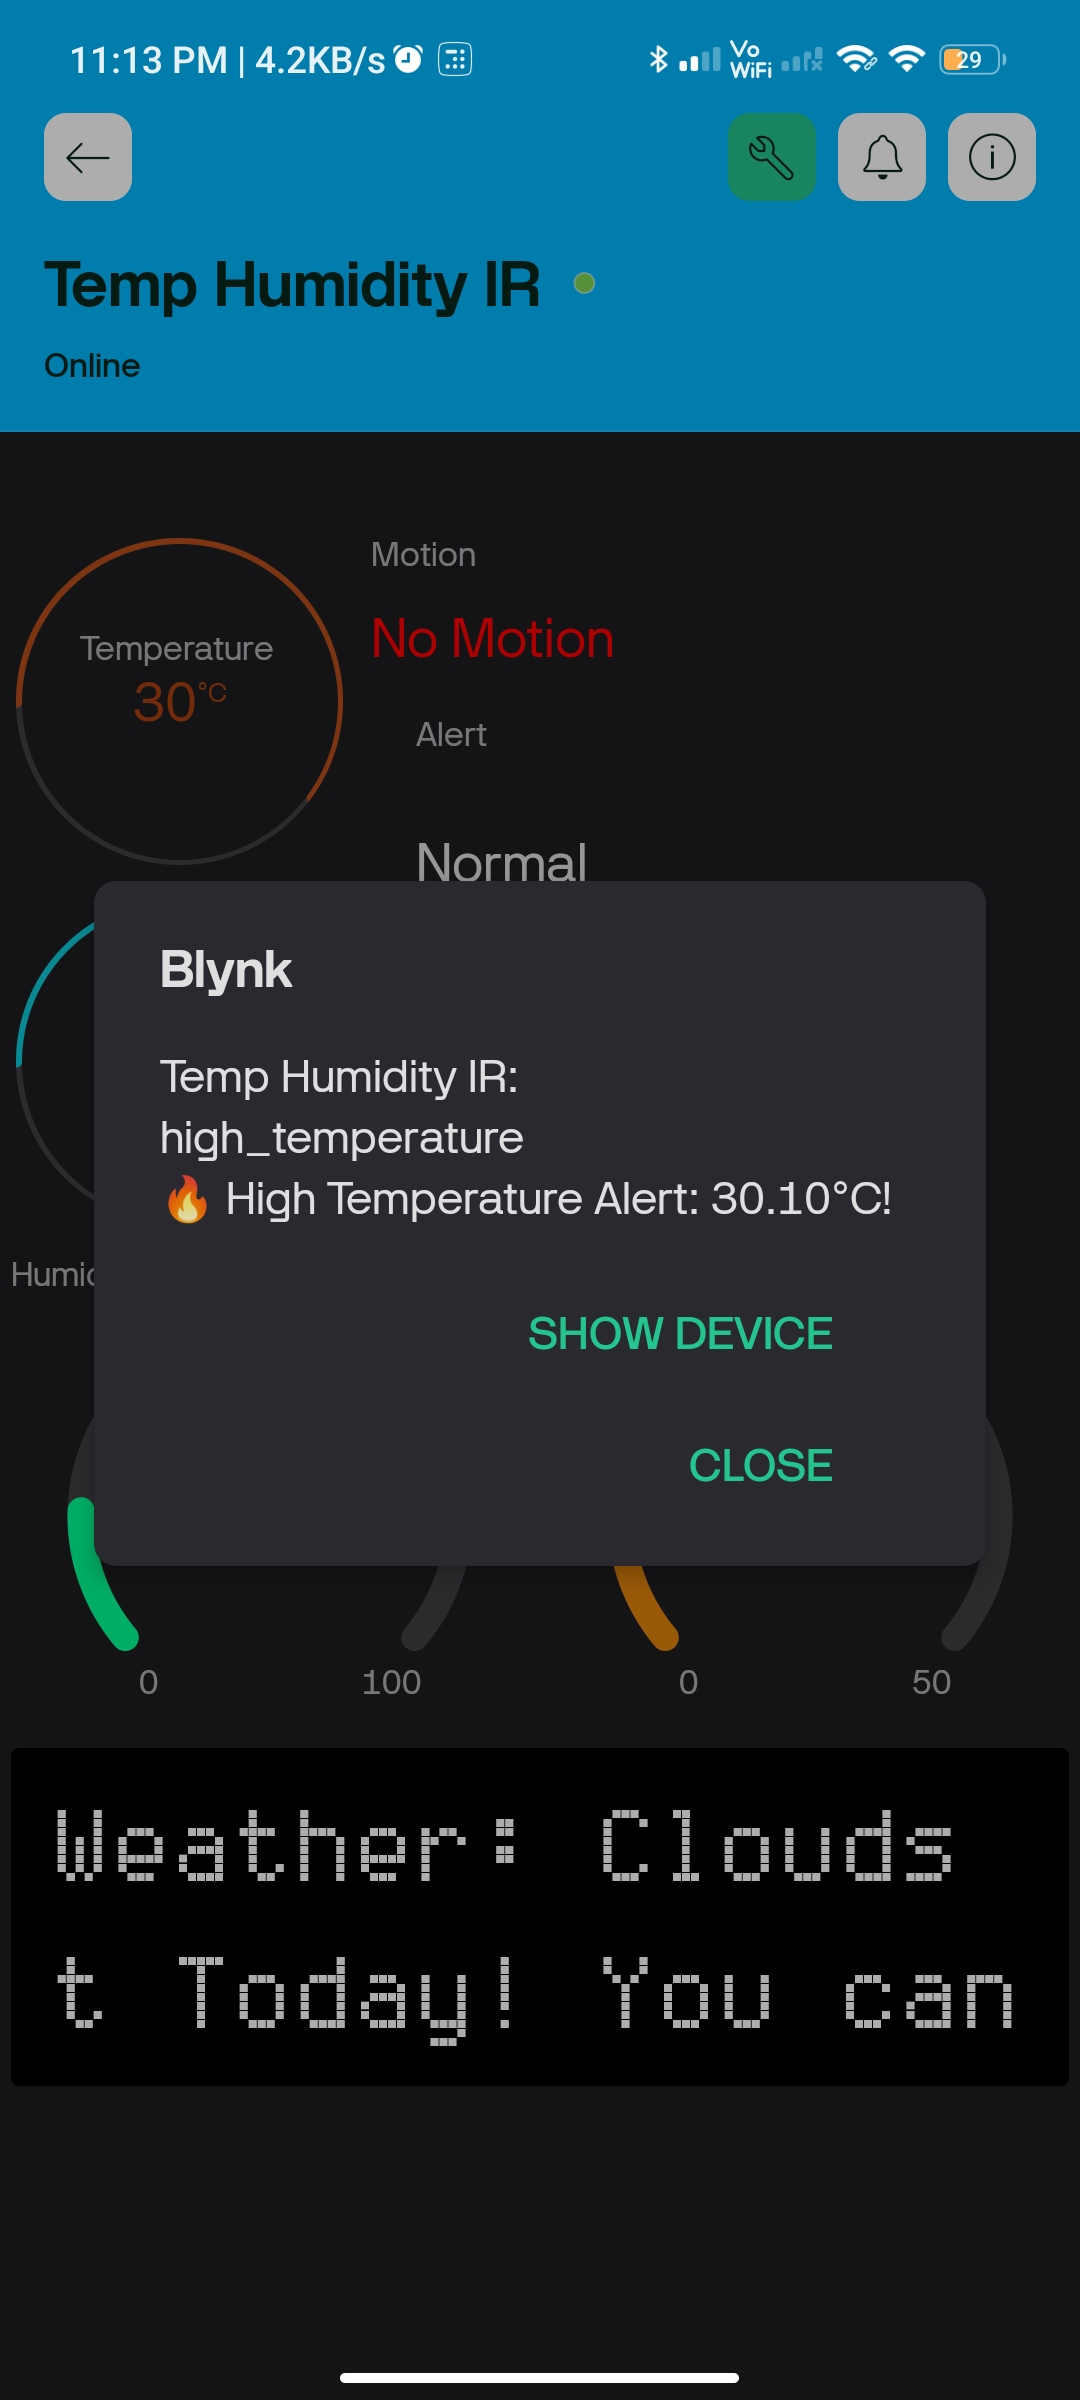 11:13 PM | 4.2KB/s
Vo
WiFi
29
Temp Humidity IR
Online
Motion
No Motion
Temperature
30°C
Alert
Normal
Blynk
Temp Humidity IR:
high_temperature
🔥 High Temperature Alert: 30.10°C!
SHOW DEVICE
CLOSE
0 100 0 50
Weather: Clouds
t Today! You can